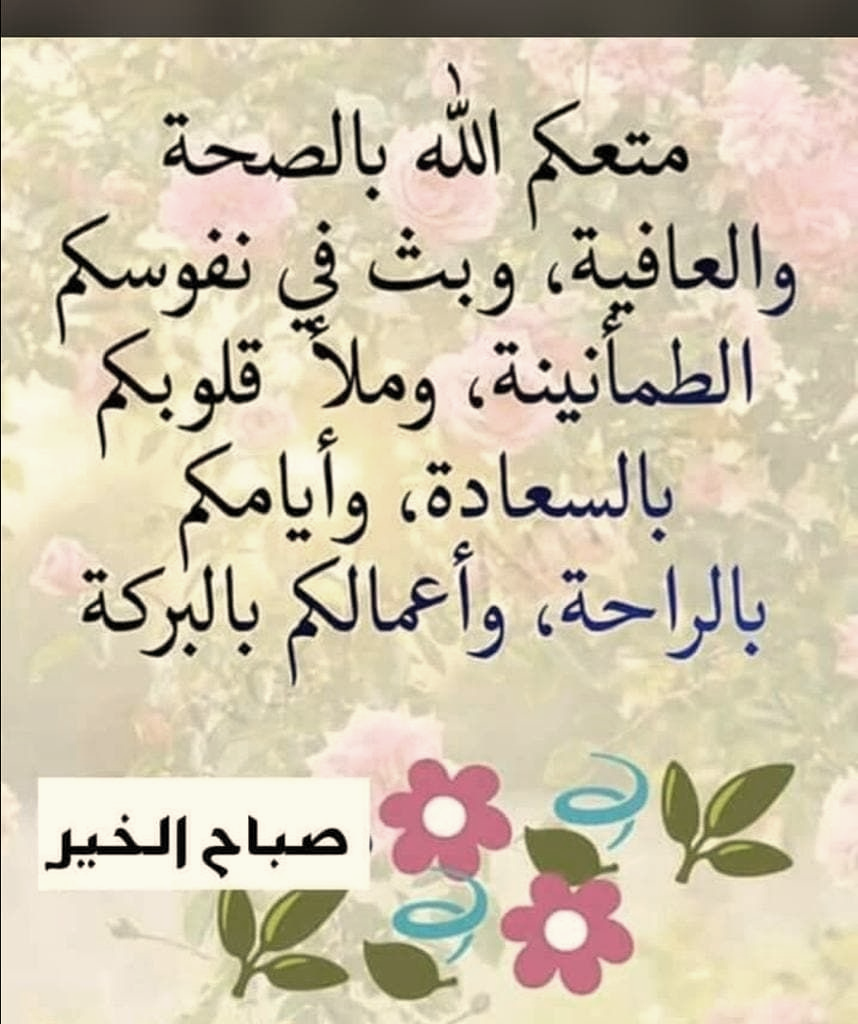 متعكم الله بالصحة
والعافية، وبث في نفوسكم
الطمأنينة، وملأ قلوبكم
بالسعادة، وأيامكم
بالراحة، وأعمالكم بالبركة
صباح الخير